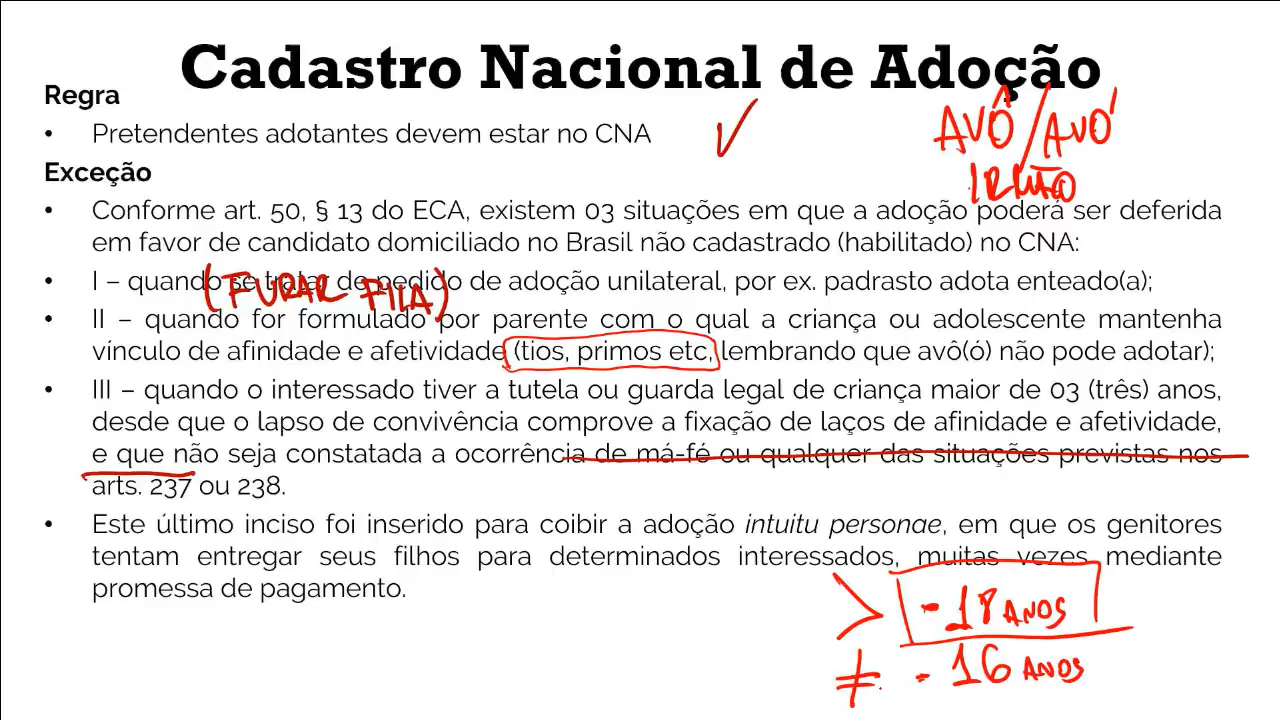 Cadastro Nacional de Adoção
Regra
• Pretendentes adotantes devem estar no CNA
AVÔ/AVÓ
IRMÃO
Exceção
• Conforme art. 50, § 13 do ECA, existem 03 situações em que a adoção poderá ser deferida
em favor de candidato domiciliado no Brasil não cadastrado (habilitado) no CNA:
• I – quando se tratar de pedido de adoção unilateral, por ex. padrasto adota enteado(a);
(FURAR FILA)
• II – quando for formulado por parente com o qual a criança ou adolescente mantenha
vínculo de afinidade e afetividade (tios, primos etc, lembrando que avô(ó) não pode adotar);
• III – quando o interessado tiver a tutela ou guarda legal de criança maior de 03 (três) anos,
desde que o lapso de convivência comprove a fixação de laços de afinidade e afetividade,
e que não seja constatada a ocorrência de má-fé ou qualquer das situações previstas nos
arts. 237 ou 238.
• Este último inciso foi inserido para coibir a adoção intuitu personae, em que os genitores
tentam entregar seus filhos para determinados interessados, muitas vezes mediante
promessa de pagamento.
> - 18 ANOS
≠ - 16 ANOS